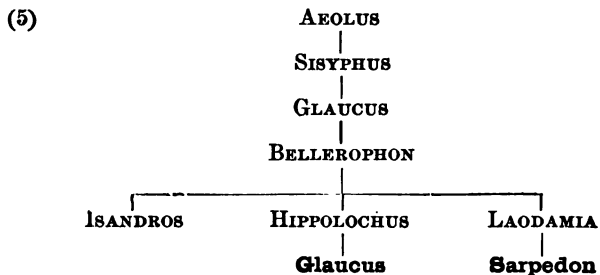 (5) AEOLUS
SISYPHUS
GLAUCUS
BELLEROPHON
ISANDROS HIPPOLOCHUS LAODAMIA
Glaucus Sarpedon